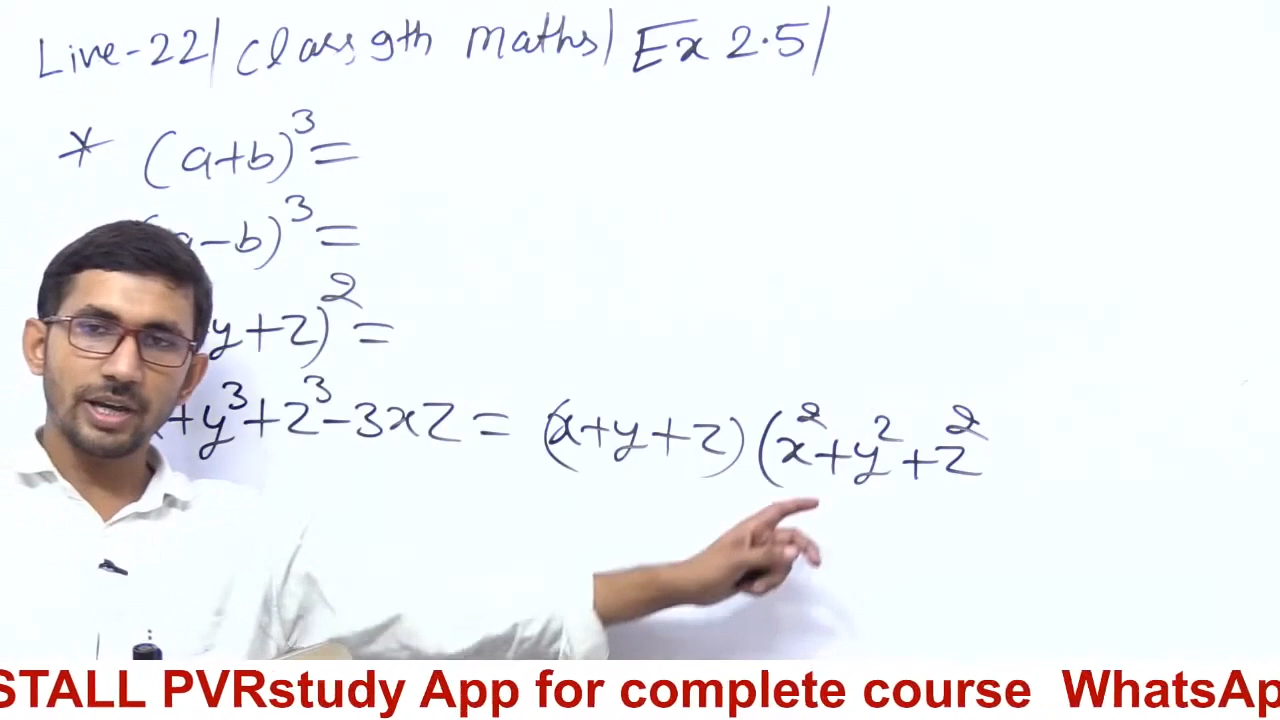 Live-22| Class 9th maths| Ex 2.5|
* (a+b)³=
-b)³=
y+z)²=
+y³+z³-3xz = (x+y+z)(x²+y²+z²
STALL PVRstudy App for complete course WhatsAp